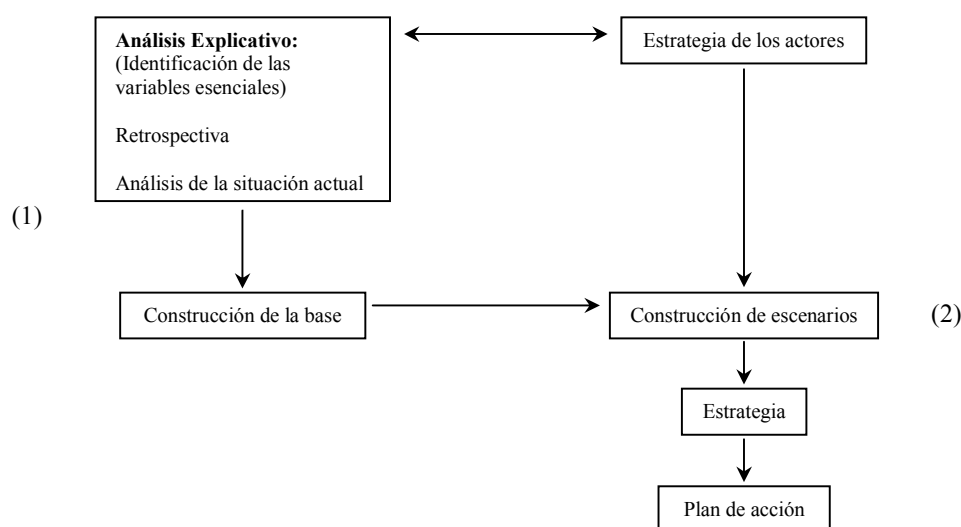 Análisis Explicativo:
(Identificación de las
variables esenciales)
Retrospectiva
Análisis de la situación actual
Estrategia de los actores
(1)
Construcción de la base
Construcción de escenarios
(2)
Estrategia
Plan de acción